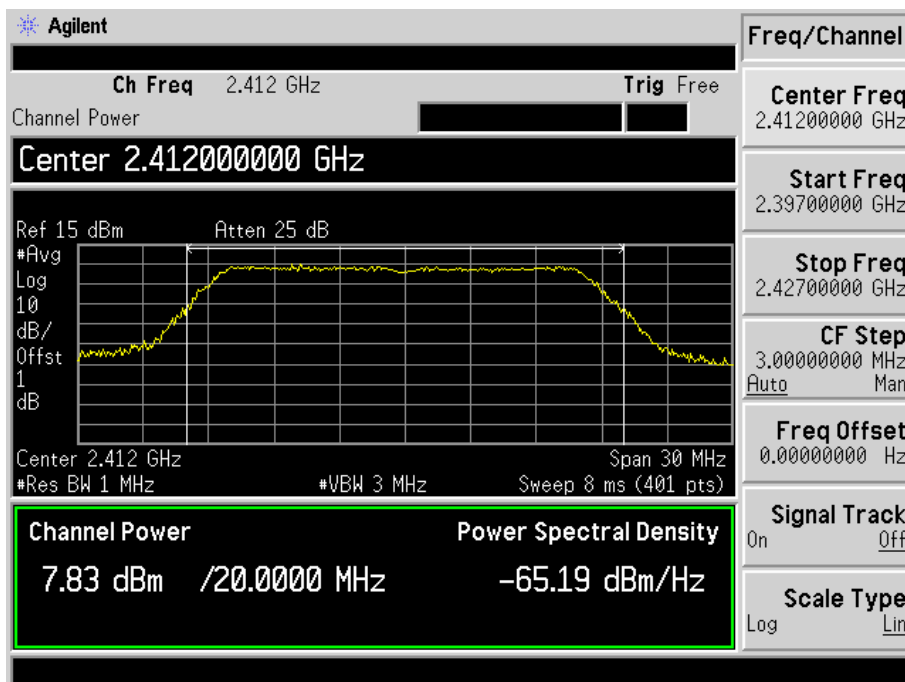 Agilent
Ch Freq 2.412 GHz Trig Free
Channel Power
Center 2.412000000 GHz
Ref 15 dBm Atten 25 dB
#Avg
Log
10
dB/
Offst
1
dB
Center 2.412 GHz Span 30 MHz
#Res BW 1 MHz #VBW 3 MHz Sweep 8 ms (401 pts)
Channel Power Power Spectral Density
7.83 dBm /20.0000 MHz -65.19 dBm/Hz
Freq/Channel
Center Freq
2.41200000 GHz
Start Freq
2.39700000 GHz
Stop Freq
2.42700000 GHz
CF Step
3.00000000 MHz
Auto Man
Freq Offset
0.00000000 Hz
Signal Track
On Off
Scale Type
Log Lin